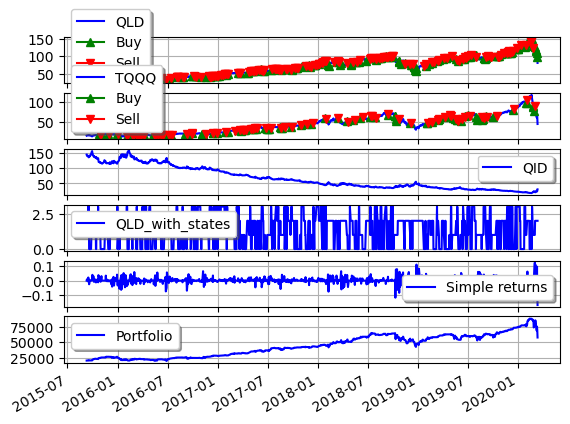 QLD
Buy
Sell
150
100
50
TQQQ
Buy
Sell
100
50
150
100
50
QID
2.5
0.0
QLD_with_states
0.1
0.0
−0.1
Simple returns
75000
50000
25000
Portfolio
2015-07
2016-01
2016-07
2017-01
2017-07
2018-01
2018-07
2019-01
2019-07
2020-01